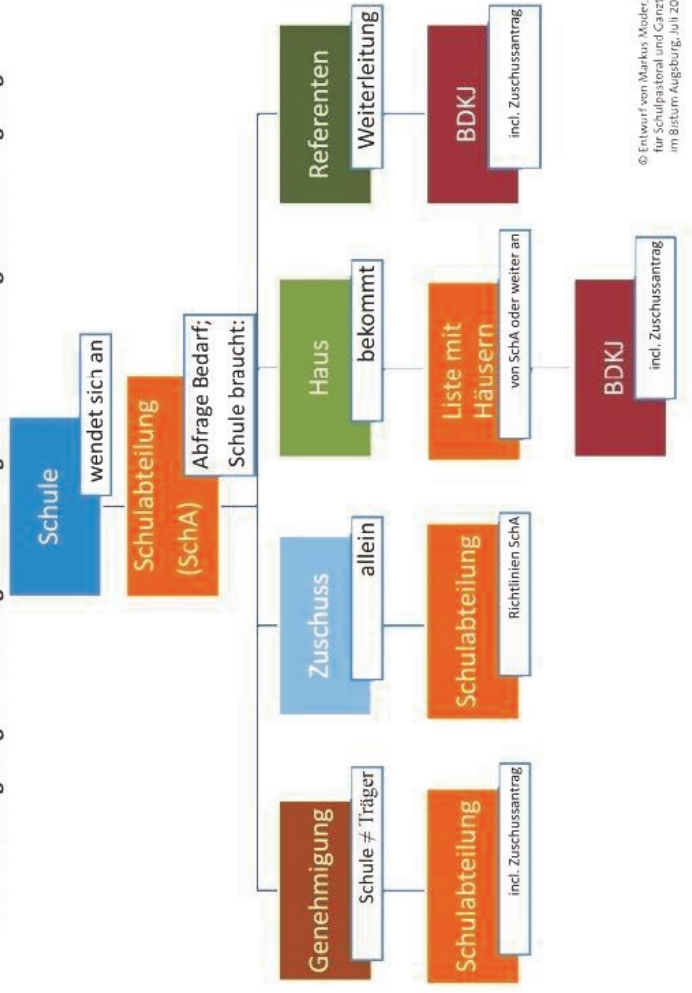 Schule
wendet sich an
Schulabteilung
(SchA)
Abfrage Bedarf;
Schule braucht:
Genehmigung
Schule ≠ Träger
Schulabteilung
incl. Zuschussantrag
Zuschuss
allein
Schulabteilung
Richtlinien SchA
Haus
bekommt
Liste mit
Häusern
von SchA oder weiter an
BDKJ
incl. Zuschussantrag
Referenten
Weiterleitung
BDKJ
incl. Zuschussantrag
© Entwurf von Markus Moder,
für Schulpastoral und
im Bistum Augsburg, Juli